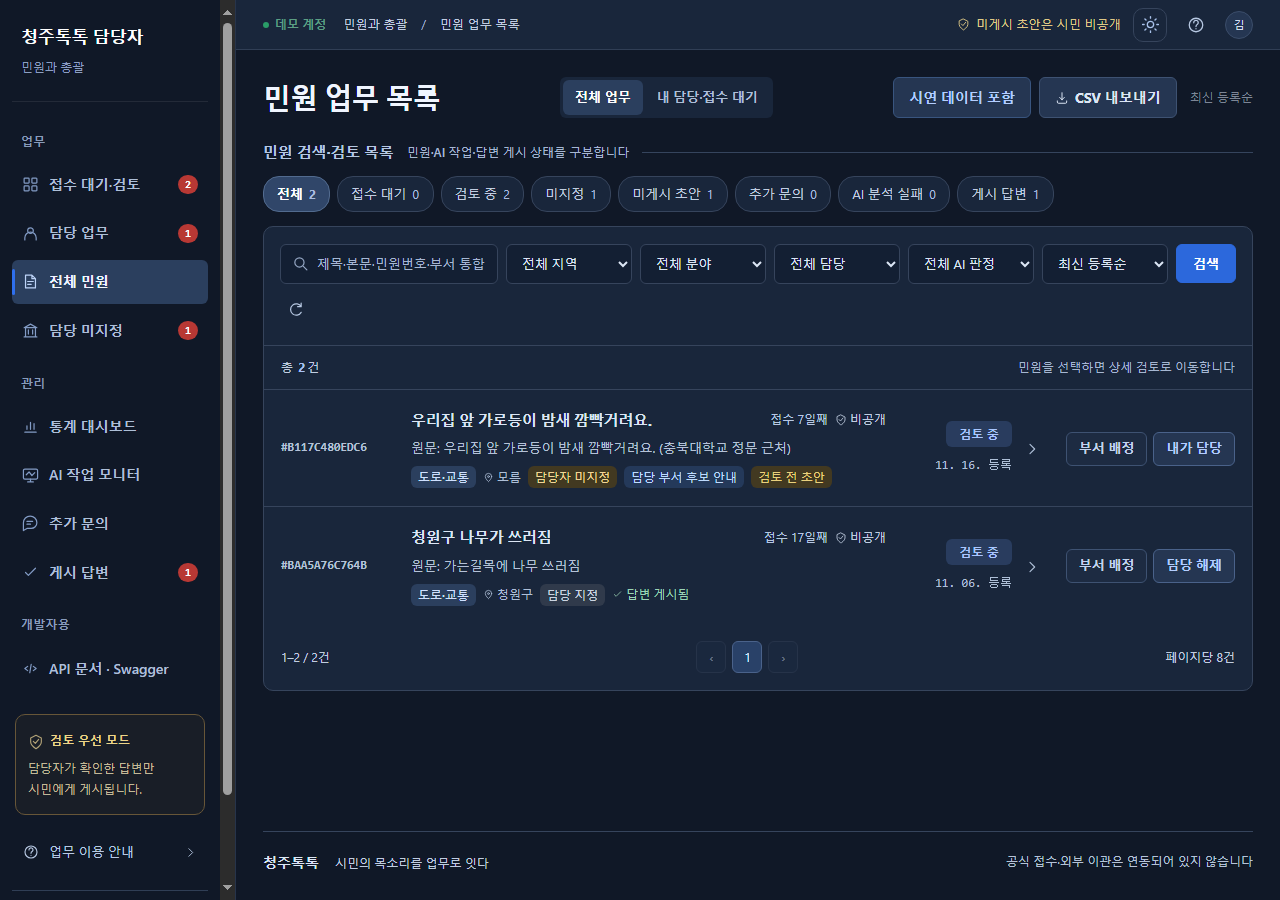 청주톡톡 담당자
민원과 총괄
업무
접수 대기·검토 2
담당 업무 1
전체 민원
담당 미지정 1
관리
통계 대시보드
AI 작업 모니터
추가 문의
게시 답변 1
개발자용
API 문서 · Swagger
검토 우선 모드
담당자가 확인한 답변만
시민에게 게시됩니다.
업무 이용 안내
데모 계정 민원과 총괄 / 민원 업무 목록
미게시 초안은 시민 비공개 김
민원 업무 목록
전체 업무 내 담당·접수 대기
시연 데이터 포함 CSV 내보내기 최신 등록순
민원 검색·검토 목록 민원·AI 작업·답변 게시 상태를 구분합니다
전체 2 접수 대기 0 검토 중 2 미지정 1 미게시 초안 1 추가 문의 0 AI 분석 실패 0 게시 답변 1
제목·본문·민원번호·부서 통합 전체 지역 전체 분야 전체 담당 전체 AI 판정 최신 등록순 검색
총 2건 민원을 선택하면 상세 검토로 이동합니다
#B117C480EDC6
우리집 앞 가로등이 밤새 깜빡거려요. 접수 7일째 비공개
원문: 우리집 앞 가로등이 밤새 깜빡거려요. (충북대학교 정문 근처)
도로·교통 모름 담당자 미지정 담당 부서 후보 안내 검토 전 초안
검토 중
11. 16. 등록
부서 배정 내가 담당
#BAA5A76C764B
청원구 나무가 쓰러짐 접수 17일째 비공개
원문: 가는길목에 나무 쓰러짐
도로·교통 청원구 담당 지정 답변 게시됨
검토 중
11. 06. 등록
부서 배정 담당 해제
1–2 / 2건 ‹ 1 › 페이지당 8건
청주톡톡 시민의 목소리를 업무로 잇다
공식 접수·외부 이관은 연동되어 있지 않습니다